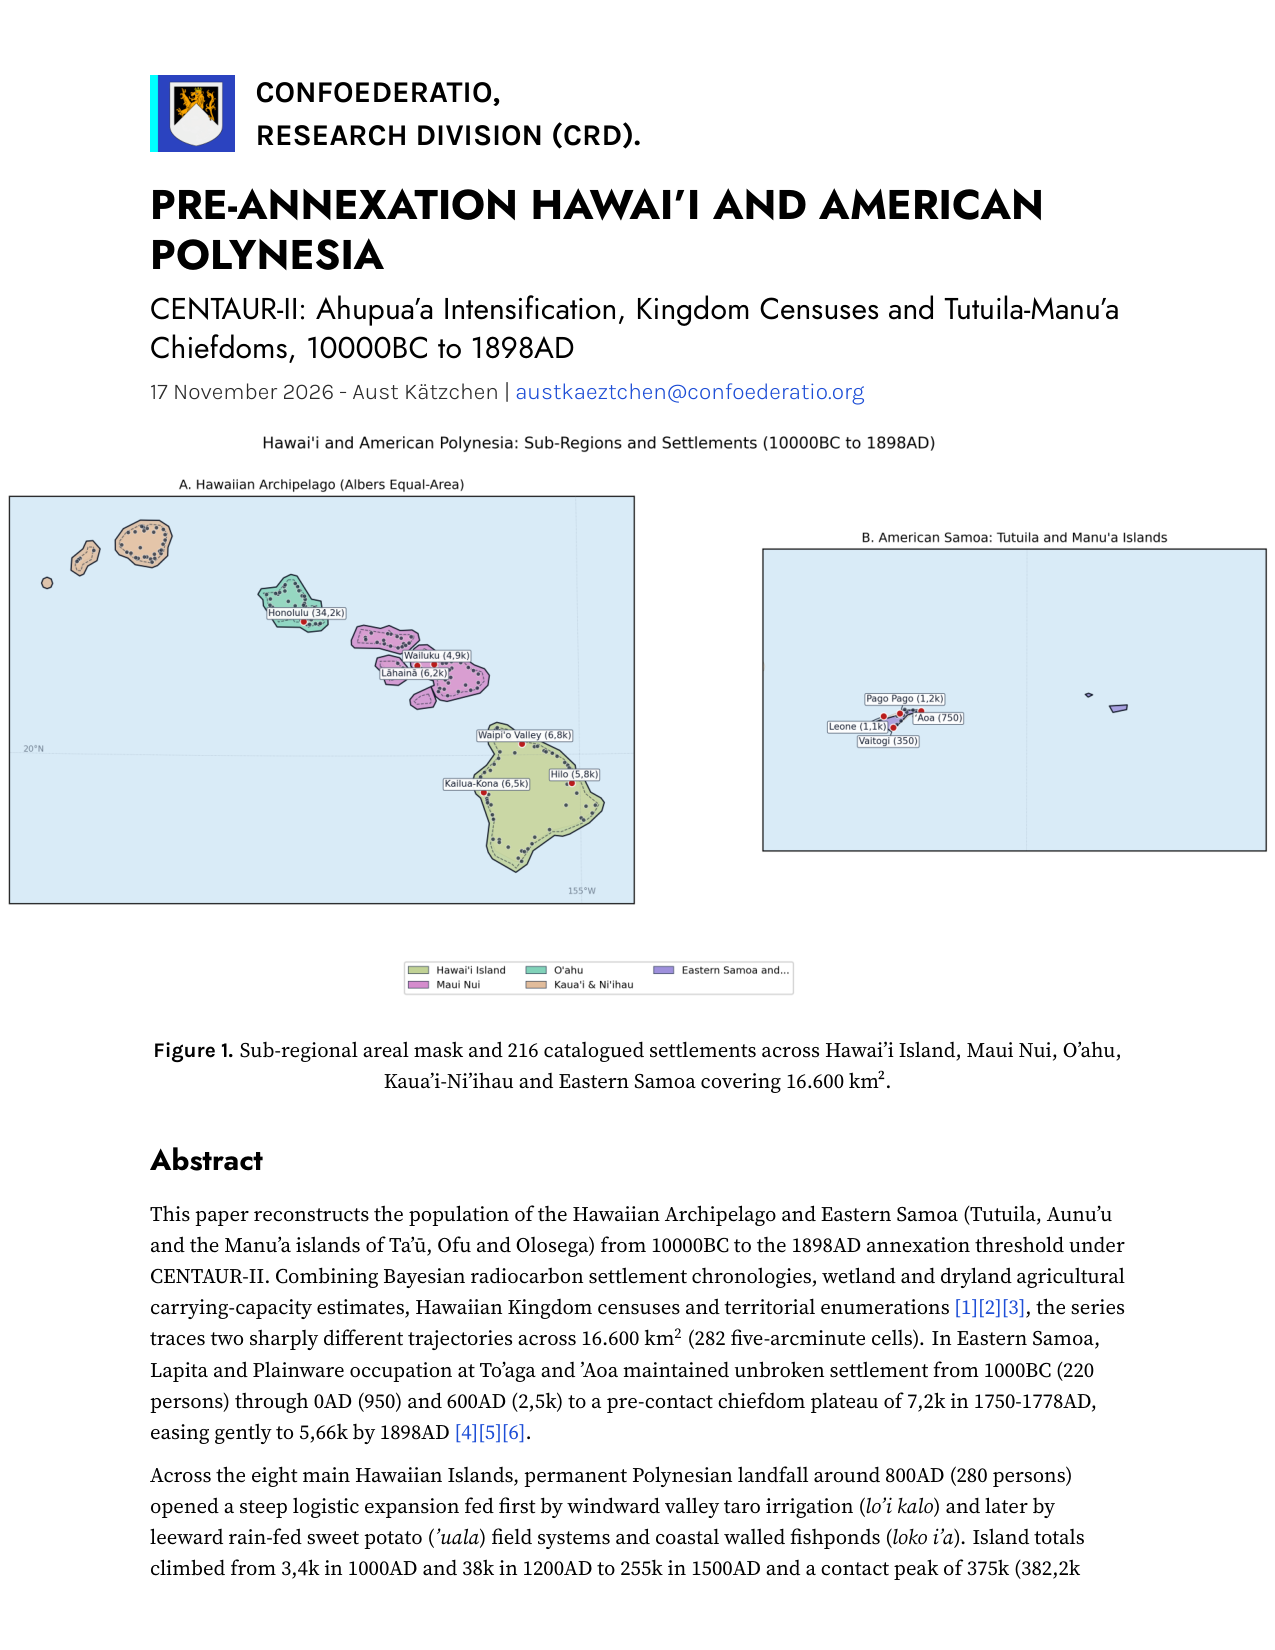 CONFOEDERATIO,
RESEARCH DIVISION (CRD).
PRE-ANNEXATION HAWAI’I AND AMERICAN
POLYNESIA
CENTAUR-II: Ahupua’a Intensification, Kingdom Censuses and Tutuila-Manu’a
Chiefdoms, 10000BC to 1898AD
17 November 2026 - Aust Kätzchen | austkaeztchen@confoederatio.org
Hawai'i and American Polynesia: Sub-Regions and Settlements (10000BC to 1898AD)
A. Hawaiian Archipelago (Albers Equal-Area)
Honolulu (34,2k)
Wailuku (4,9k)
Lāhainā (6,2k)
Waipi'o Valley (6,8k)
20°N
Hilo (5,8k)
Kailua-Kona (6,5k)
155°W
B. American Samoa: Tutuila and Manu'a Islands
Pago Pago (1,2k)
'Aoa (750)
Leone (1,1k)
Vaitogi (350)
Hawai'i Island
O'ahu
Eastern Samoa and...
Maui Nui
Kaua'i & Ni'ihau
Figure 1. Sub-regional areal mask and 216 catalogued settlements across Hawai’i Island, Maui Nui, O’ahu,
Kaua’i-Ni’ihau and Eastern Samoa covering 16.600 km².
Abstract
This paper reconstructs the population of the Hawaiian Archipelago and Eastern Samoa (Tutuila, Aunu’u
and the Manu’a islands of Ta’ū, Ofu and Olosega) from 10000BC to the 1898AD annexation threshold under
CENTAUR-II. Combining Bayesian radiocarbon settlement chronologies, wetland and dryland agricultural
carrying-capacity estimates, Hawaiian Kingdom censuses and territorial enumerations [1][2][3], the series
traces two sharply different trajectories across 16.600 km² (282 five-arcminute cells). In Eastern Samoa,
Lapita and Plainware occupation at To’aga and ’Aoa maintained unbroken settlement from 1000BC (220
persons) through 0AD (950) and 600AD (2,5k) to a pre-contact chiefdom plateau of 7,2k in 1750-1778AD,
easing gently to 5,66k by 1898AD [4][5][6].
Across the eight main Hawaiian Islands, permanent Polynesian landfall around 800AD (280 persons)
opened a steep logistic expansion fed first by windward valley taro irrigation (lo’i kalo) and later by
leeward rain-fed sweet potato (’uala) field systems and coastal walled fishponds (loko i’a). Island totals
climbed from 3,4k in 1000AD and 38k in 1200AD to 255k in 1500AD and a contact peak of 375k (382,2k